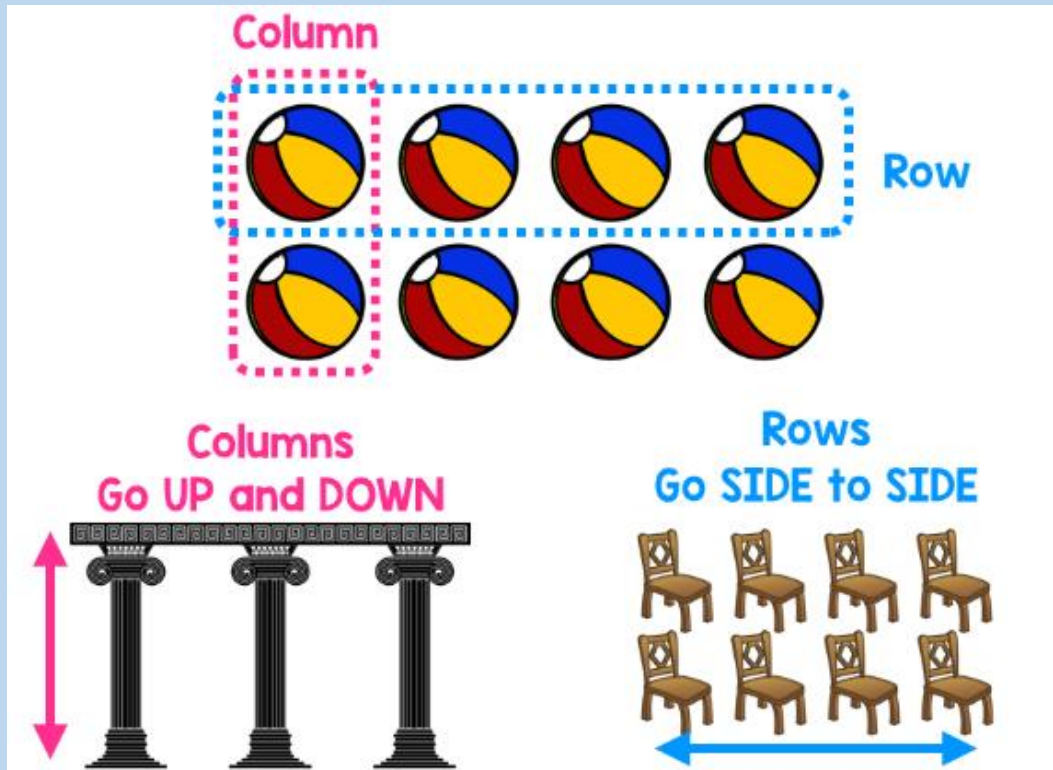 Column
Row
Columns
Go UP and DOWN
Rows
Go SIDE to SIDE